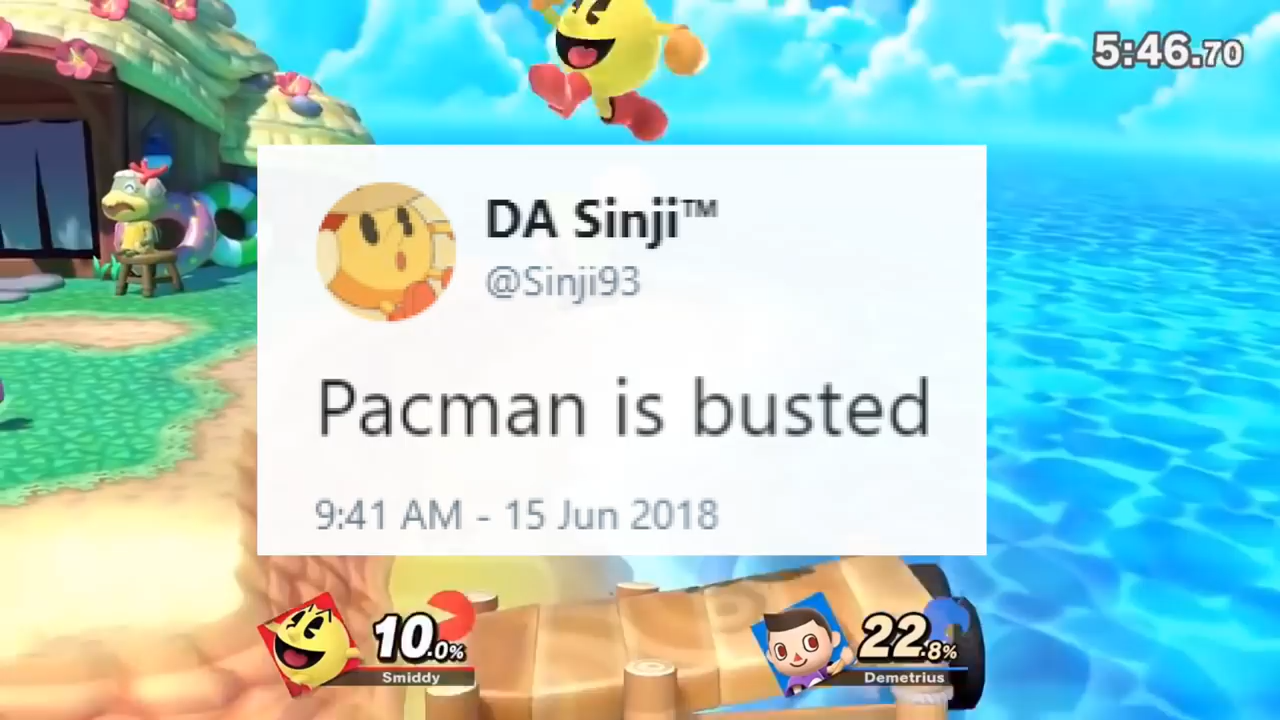 5:46.70
DA Sinji™
@Sinji93
Pacman is busted
9:41 AM - 15 Jun 2018
10.0%
Smiddy
22.8%
Demetrius